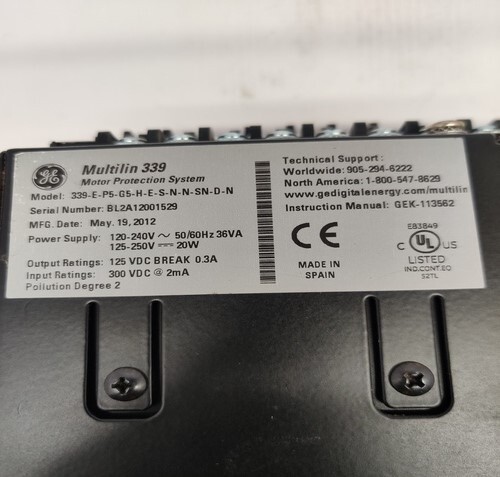 GE
Multilin 339
Motor Protection System
Model: 339-E-P5-G5-H-E-S-N-N-SN-D-N
Serial Number: BL2A12001529
MFG. Date: May. 19, 2012
Power Supply: 120-240V ~ 50/60Hz 36VA
125-250V ⎓ 20W
Output Ratings: 125 VDC BREAK 0.3A
Input Ratings: 300 VDC @ 2mA
Pollution Degree 2
Technical Support:
Worldwide: 905-294-6222
North America: 1-800-547-8629
www.gedigitalenergy.com/multilin
Instruction Manual: GEK-113562
CE
MADE IN
SPAIN
E83849
C UL US
LISTED
IND.CONT.EQ
52TL